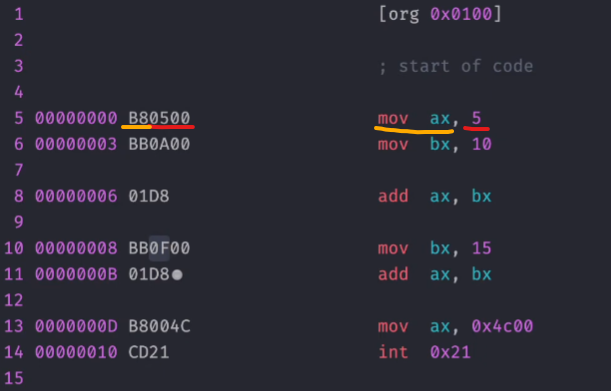 1 [org 0x0100]
2
3 ; start of code
4
5 00000000 B80500 mov ax, 5
6 00000003 BB0A00 mov bx, 10
7
8 00000006 01D8 add ax, bx
9
10 00000008 BB0F00 mov bx, 15
11 0000000B 01D8 add ax, bx
12
13 0000000D B8004C mov ax, 0x4c00
14 00000010 CD21 int 0x21
15